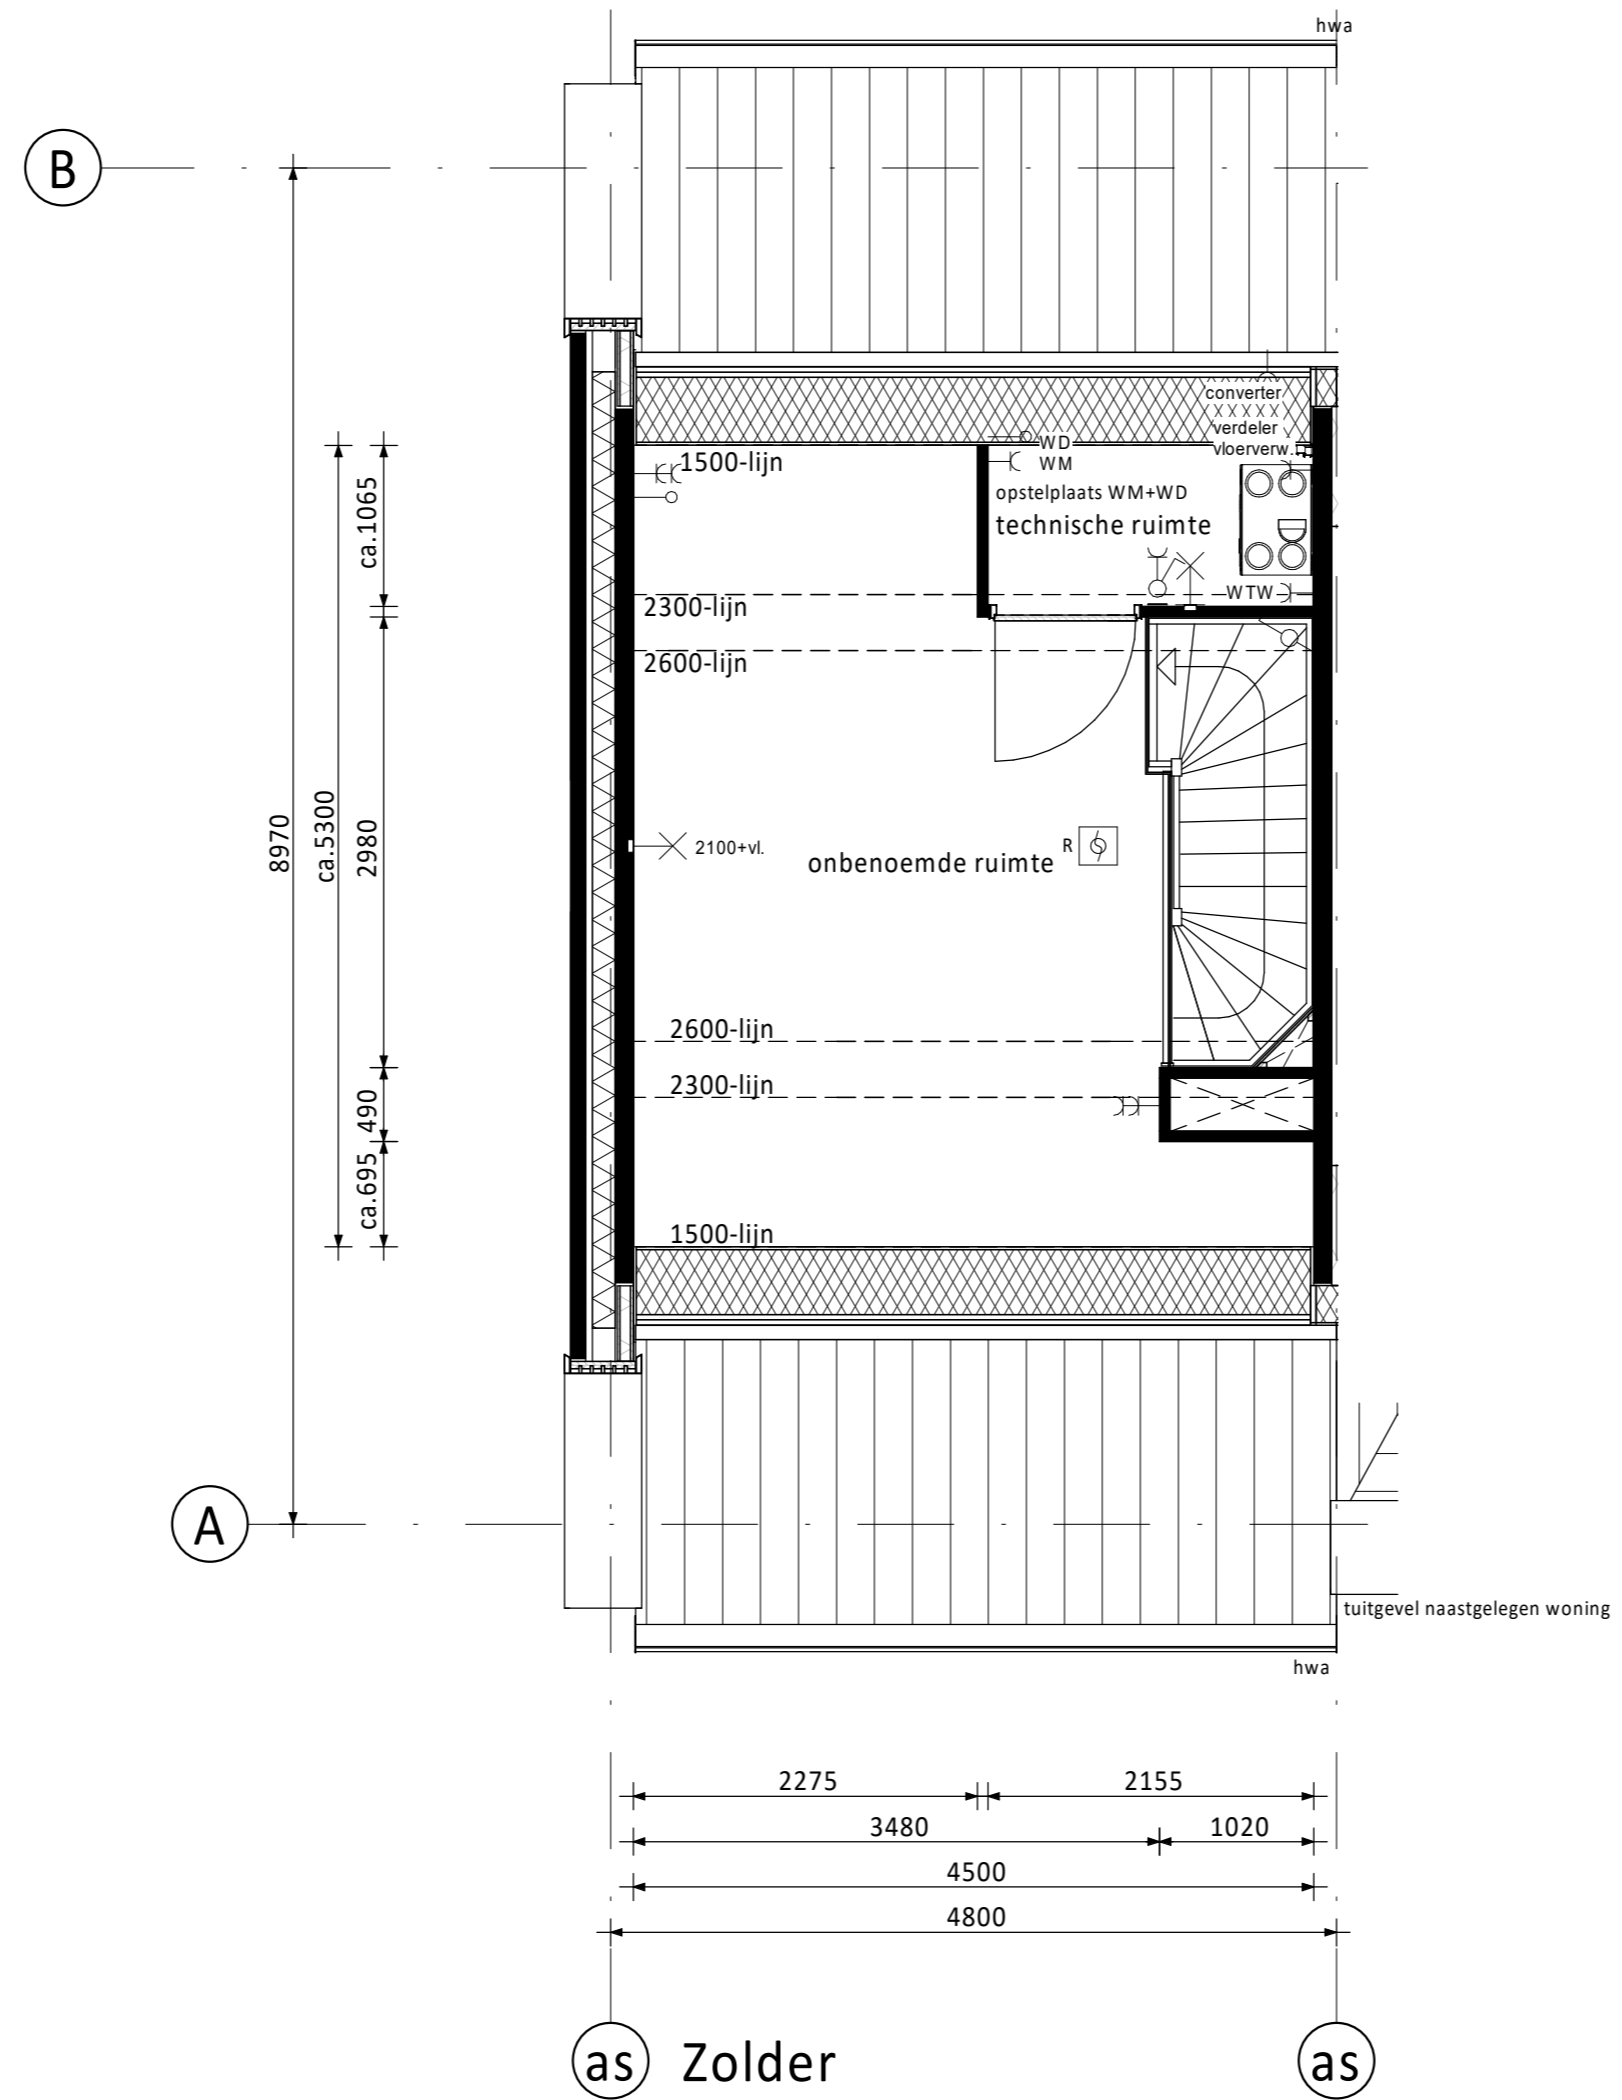 hwa
B
converter
verdeler
vloerverw.
WD
WM
1500-lijn
opstelplaats WM+WD
technische ruimte
WTW
2300-lijn
2600-lijn
ca.1065
8970
ca.5300
2980
2100+vl.
onbenoemde ruimte
R
2600-lijn
2300-lijn
490
ca.695
1500-lijn
A
tuitgevel naastgelegen woning
hwa
2275
2155
3480
1020
4500
4800
as
Zolder
as